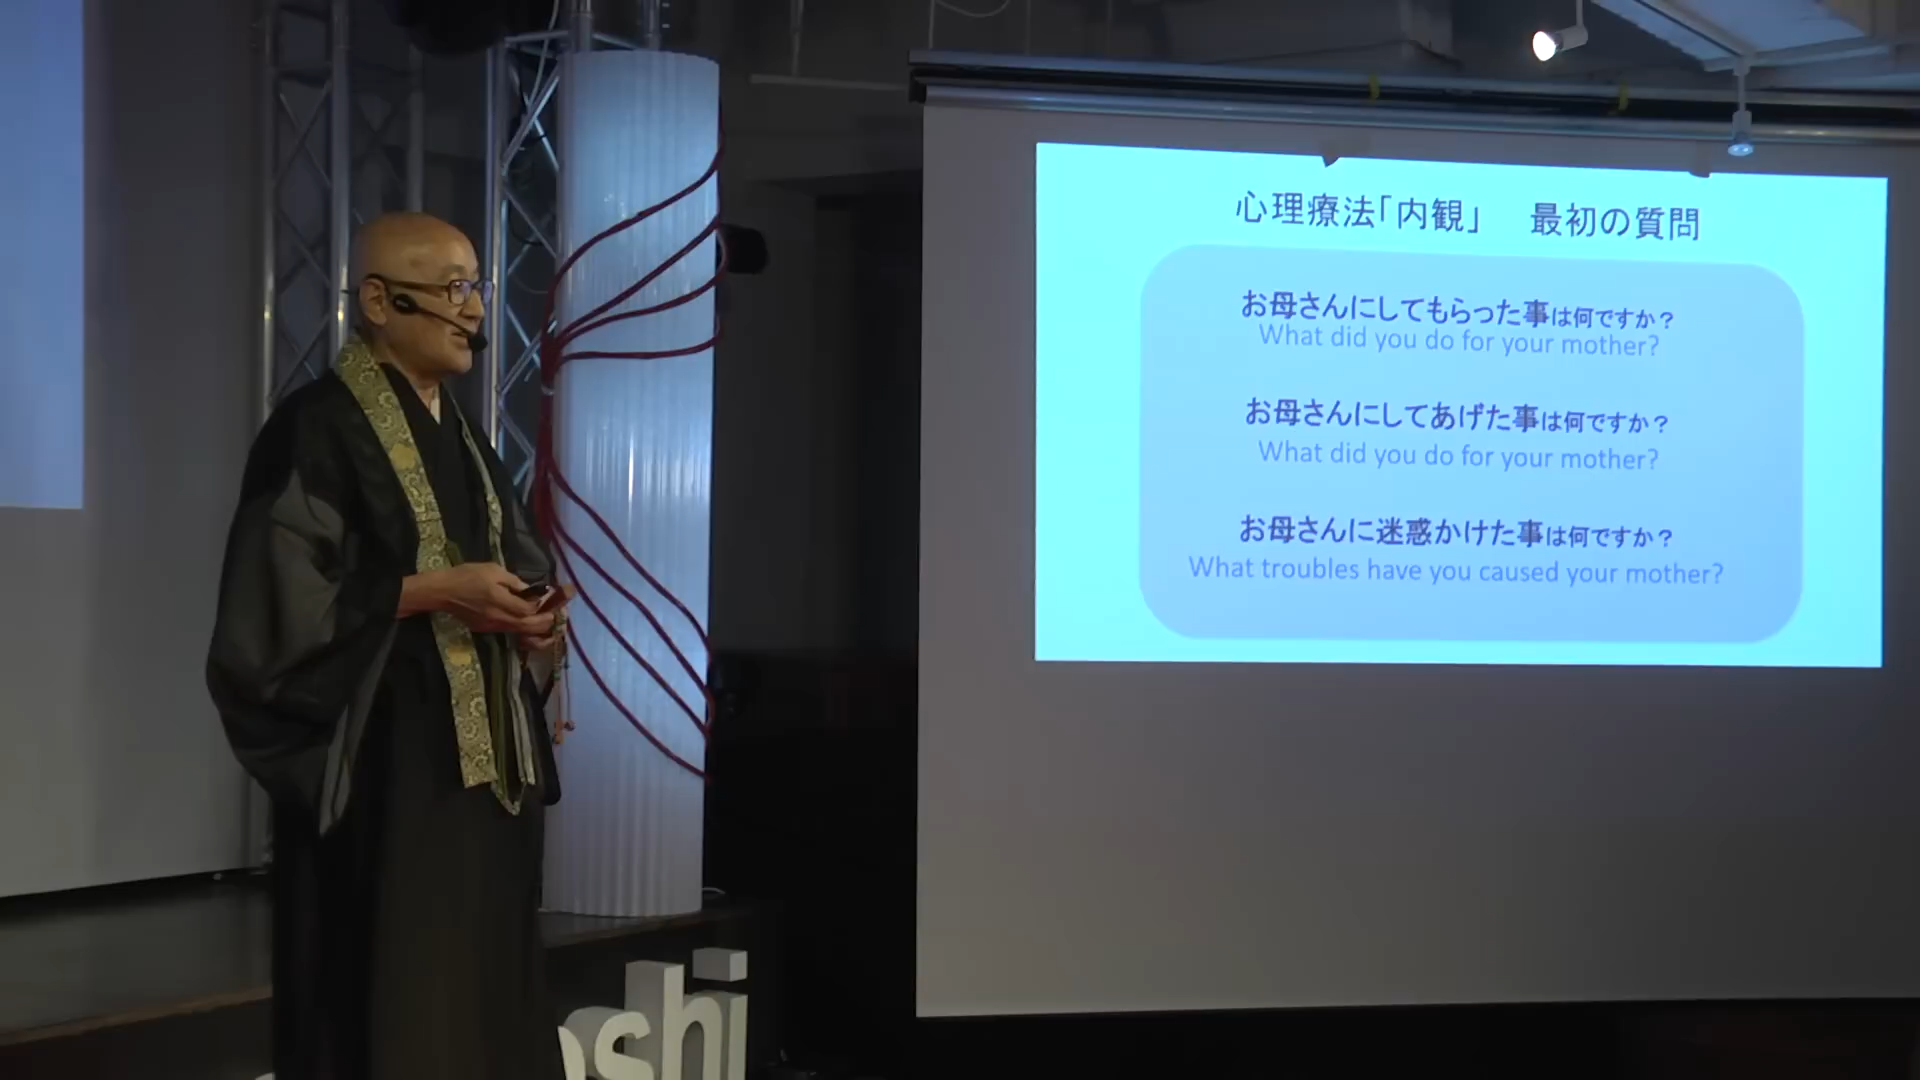 心理療法「内観」　最初の質問
お母さんにしてもらった事は何ですか？
What did you do for your mother?
お母さんにしてあげた事は何ですか？
What did you do for your mother?
お母さんに迷惑かけた事は何ですか？
What troubles have you caused your mother?
shi